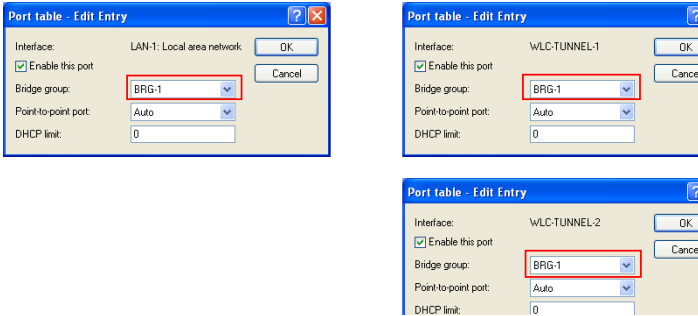 Port table - Edit Entry
Interface: LAN-1: Local area network OK
Enable this port Cancel
Bridge group: BRG-1
Point-to-point port: Auto
DHCP limit: 0
Port table - Edit Entry
Interface: WLC-TUNNEL-1 OK
Enable this port Cance
Bridge group: BRG-1
Point-to-point port: Auto
DHCP limit: 0
Port table - Edit Entry
Interface: WLC-TUNNEL-2 OK
Enable this port Cance
Bridge group: BRG-1
Point-to-point port: Auto
DHCP limit: 0